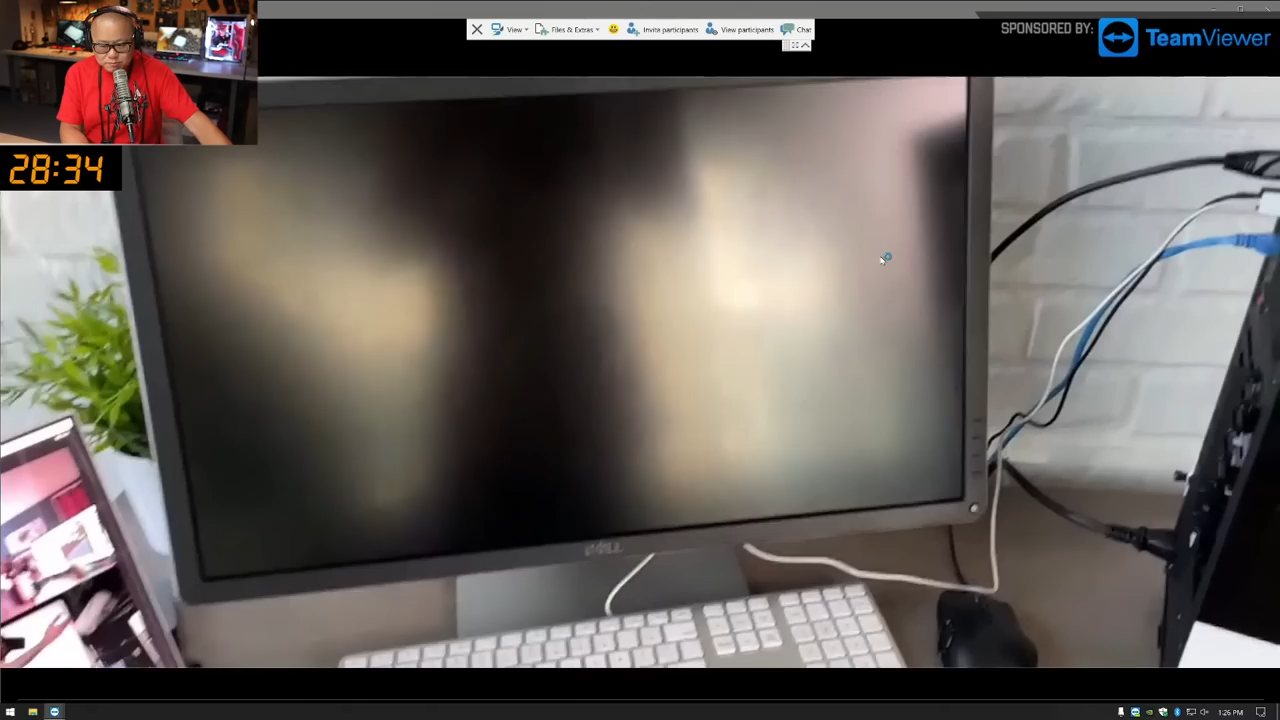 View
Files & Extras
Invite participants
View participants
Chat
SPONSORED BY:
TeamViewer
28:34
DELL
1:26 PM